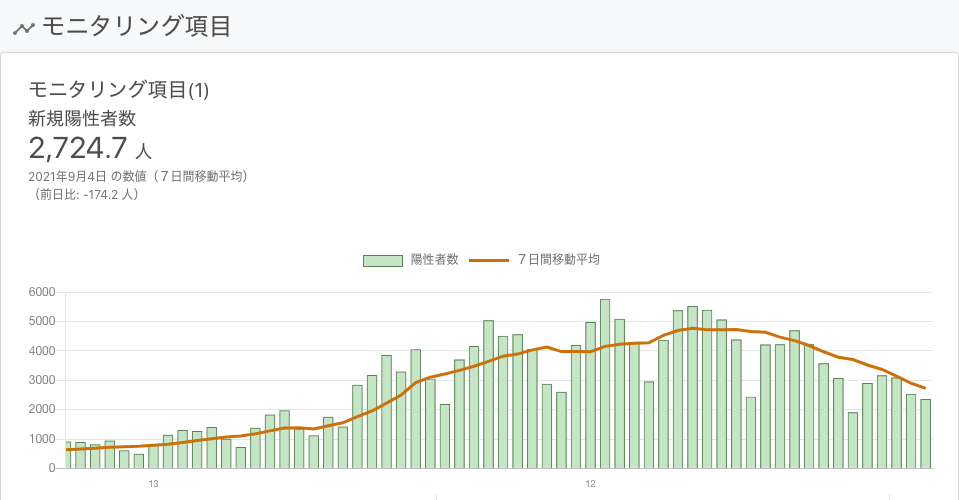 モニタリング項目
モニタリング項目(1)
新規陽性者数
2,724.7 人
2021年9月4日 の数値（７日間移動平均）
（前日比: -174.2 人）
陽性者数 ７日間移動平均
6000
5000
4000
3000
2000
1000
0
13 12